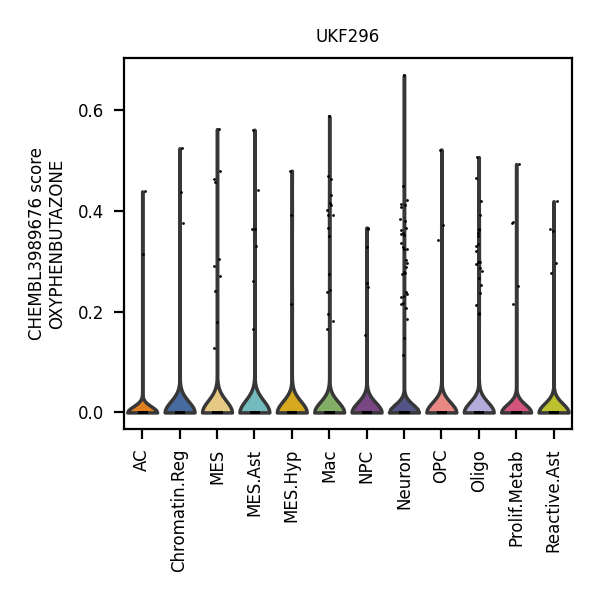 UKF296
CHEMBL3989676 score
OXYPHENBUTAZONE
0.6
0.4
0.2
0.0
AC
Chromatin.Reg
MES
MES.Ast
MES.Hyp
Mac
NPC
Neuron
OPC
Oligo
Prolif.Metab
Reactive.Ast